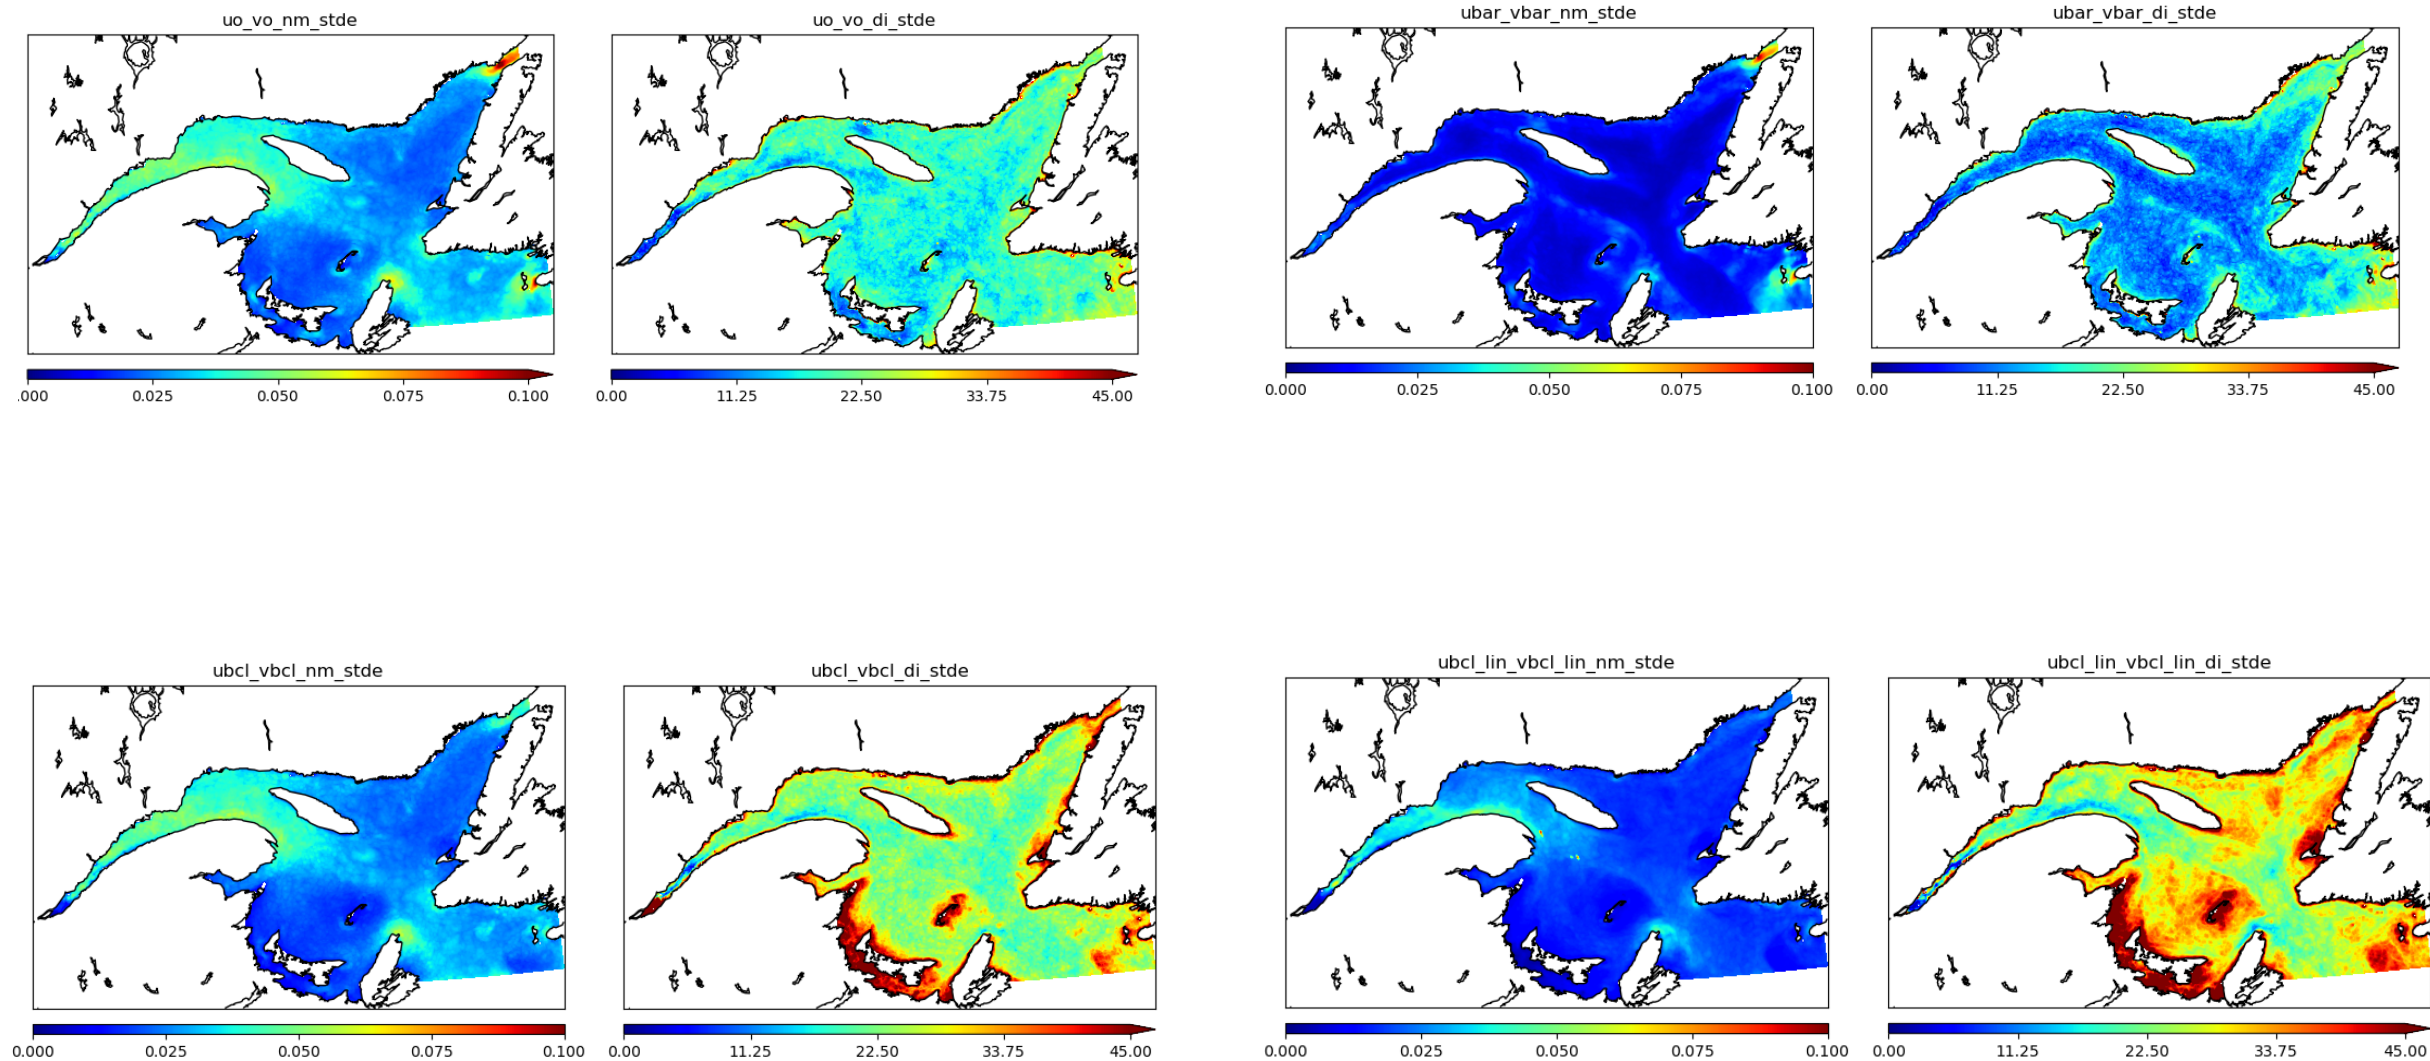 uo_vo_nm_stde
uo_vo_di_stde
ubar_vbar_nm_stde
ubar_vbar_di_stde
.000 0.025 0.050 0.075 0.100
0.00 11.25 22.50 33.75 45.00
0.000 0.025 0.050 0.075 0.100
0.00 11.25 22.50 33.75 45.00
ubcl_vbcl_nm_stde
ubcl_vbcl_di_stde
ubcl_lin_vbcl_lin_nm_stde
ubcl_lin_vbcl_lin_di_stde
0.000 0.025 0.050 0.075 0.100
0.00 11.25 22.50 33.75 45.00
0.000 0.025 0.050 0.075 0.100
0.00 11.25 22.50 33.75 45.00